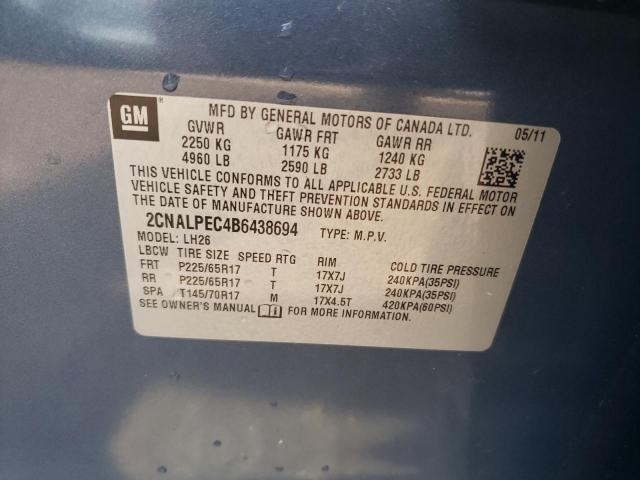 GM ® MFD BY GENERAL MOTORS OF CANADA LTD. 05/11
GVWR GAWR FRT GAWR RR
2250 KG 1175 KG 1240 KG
4960 LB 2590 LB 2733 LB
THIS VEHICLE CONFORMS TO ALL APPLICABLE U.S. FEDERAL MOTOR
VEHICLE SAFETY AND THEFT PREVENTION STANDARDS IN EFFECT ON
THE DATE OF MANUFACTURE SHOWN ABOVE.
2CNALPEC4B6438694 TYPE: M.P.V.
MODEL: LH26
LBCW TIRE SIZE SPEED RTG RIM COLD TIRE PRESSURE
FRT P225/65R17 T 17X7J 240KPA(35PSI)
RR P225/65R17 T 17X7J 240KPA(35PSI)
SPA T145/70R17 M 17X4.5T 420KPA(60PSI)
SEE OWNER'S MANUAL FOR MORE INFORMATION.